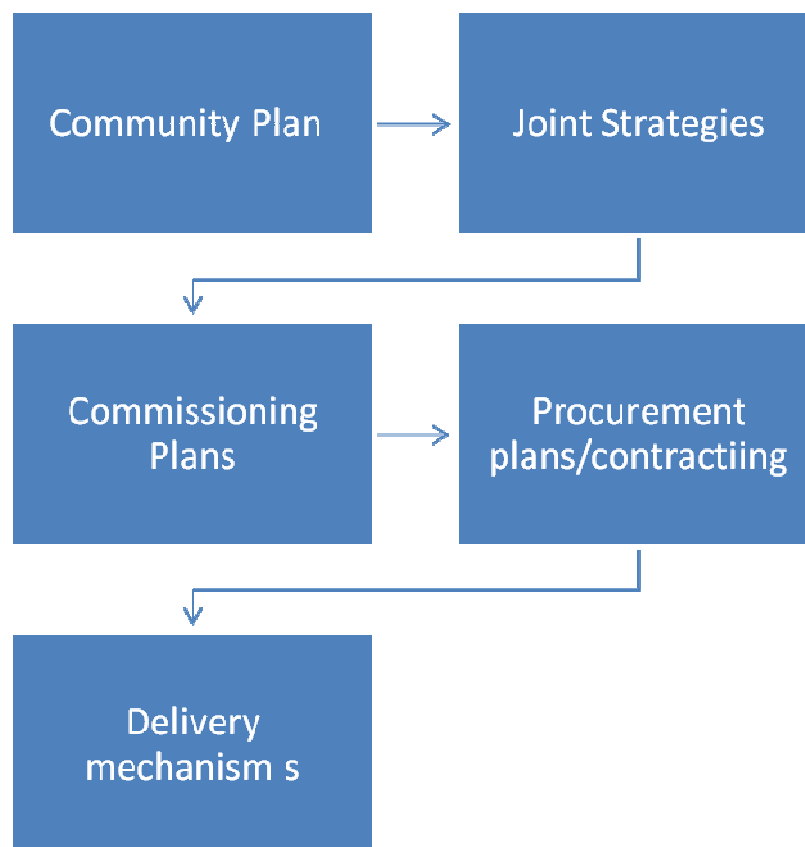 Community Plan
Joint Strategies
Commissioning
Plans
Procurement
plans/contractiing
Delivery
mechanism s